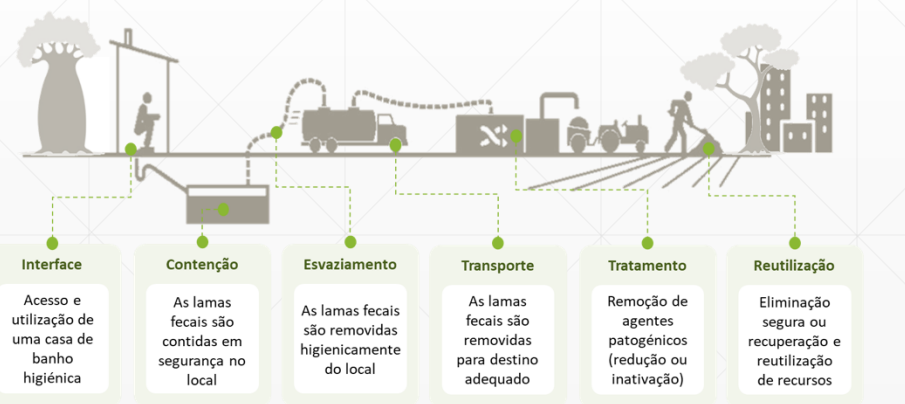 Interface
Acesso e
utilização de
uma casa de
banho
higiénica
Contenção
As lamas
fecais são
contidas em
segurança no
local
Esvaziamento
As lamas fecais
são removidas
higienicamente
do local
Transporte
As lamas
fecais são
removidas
para destino
adequado
Tratamento
Remoção de
agentes
patogénicos
(redução ou
inativação)
Reutilização
Eliminação
segura ou
recuperação e
reutilização
de recursos